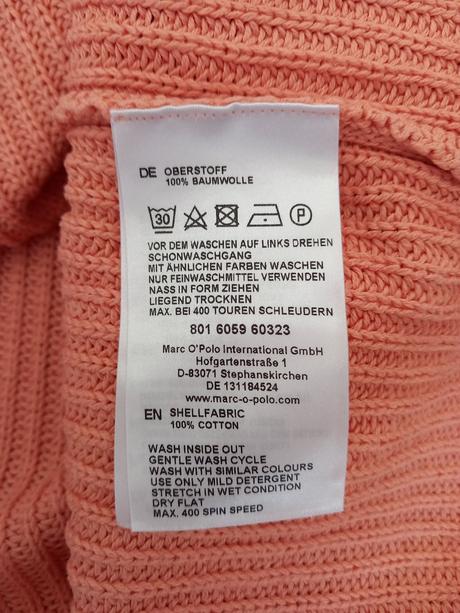 DE OBERSTOFF
100% BAUMWOLLE
30 P
VOR DEM WASCHEN AUF LINKS DREHEN
SCHONWASCHGANG
MIT ÄHNLICHEN FARBEN WASCHEN
NUR FEINWASCHMITTEL VERWENDEN
NASS IN FORM ZIEHEN
LIEGEND TROCKNEN
MAX. BEI 400 TOUREN SCHLEUDERN
801 6059 60323
Marc O'Polo International GmbH
Hofgartenstraße 1
D-83071 Stephanskirchen
DE 131184524
www.marc-o-polo.com
EN SHELLFABRIC
100% COTTON
WASH INSIDE OUT
GENTLE WASH CYCLE
WASH WITH SIMILAR COLOURS
USE ONLY MILD DETERGENT
STRETCH IN WET CONDITION
DRY FLAT
MAX. 400 SPIN SPEED